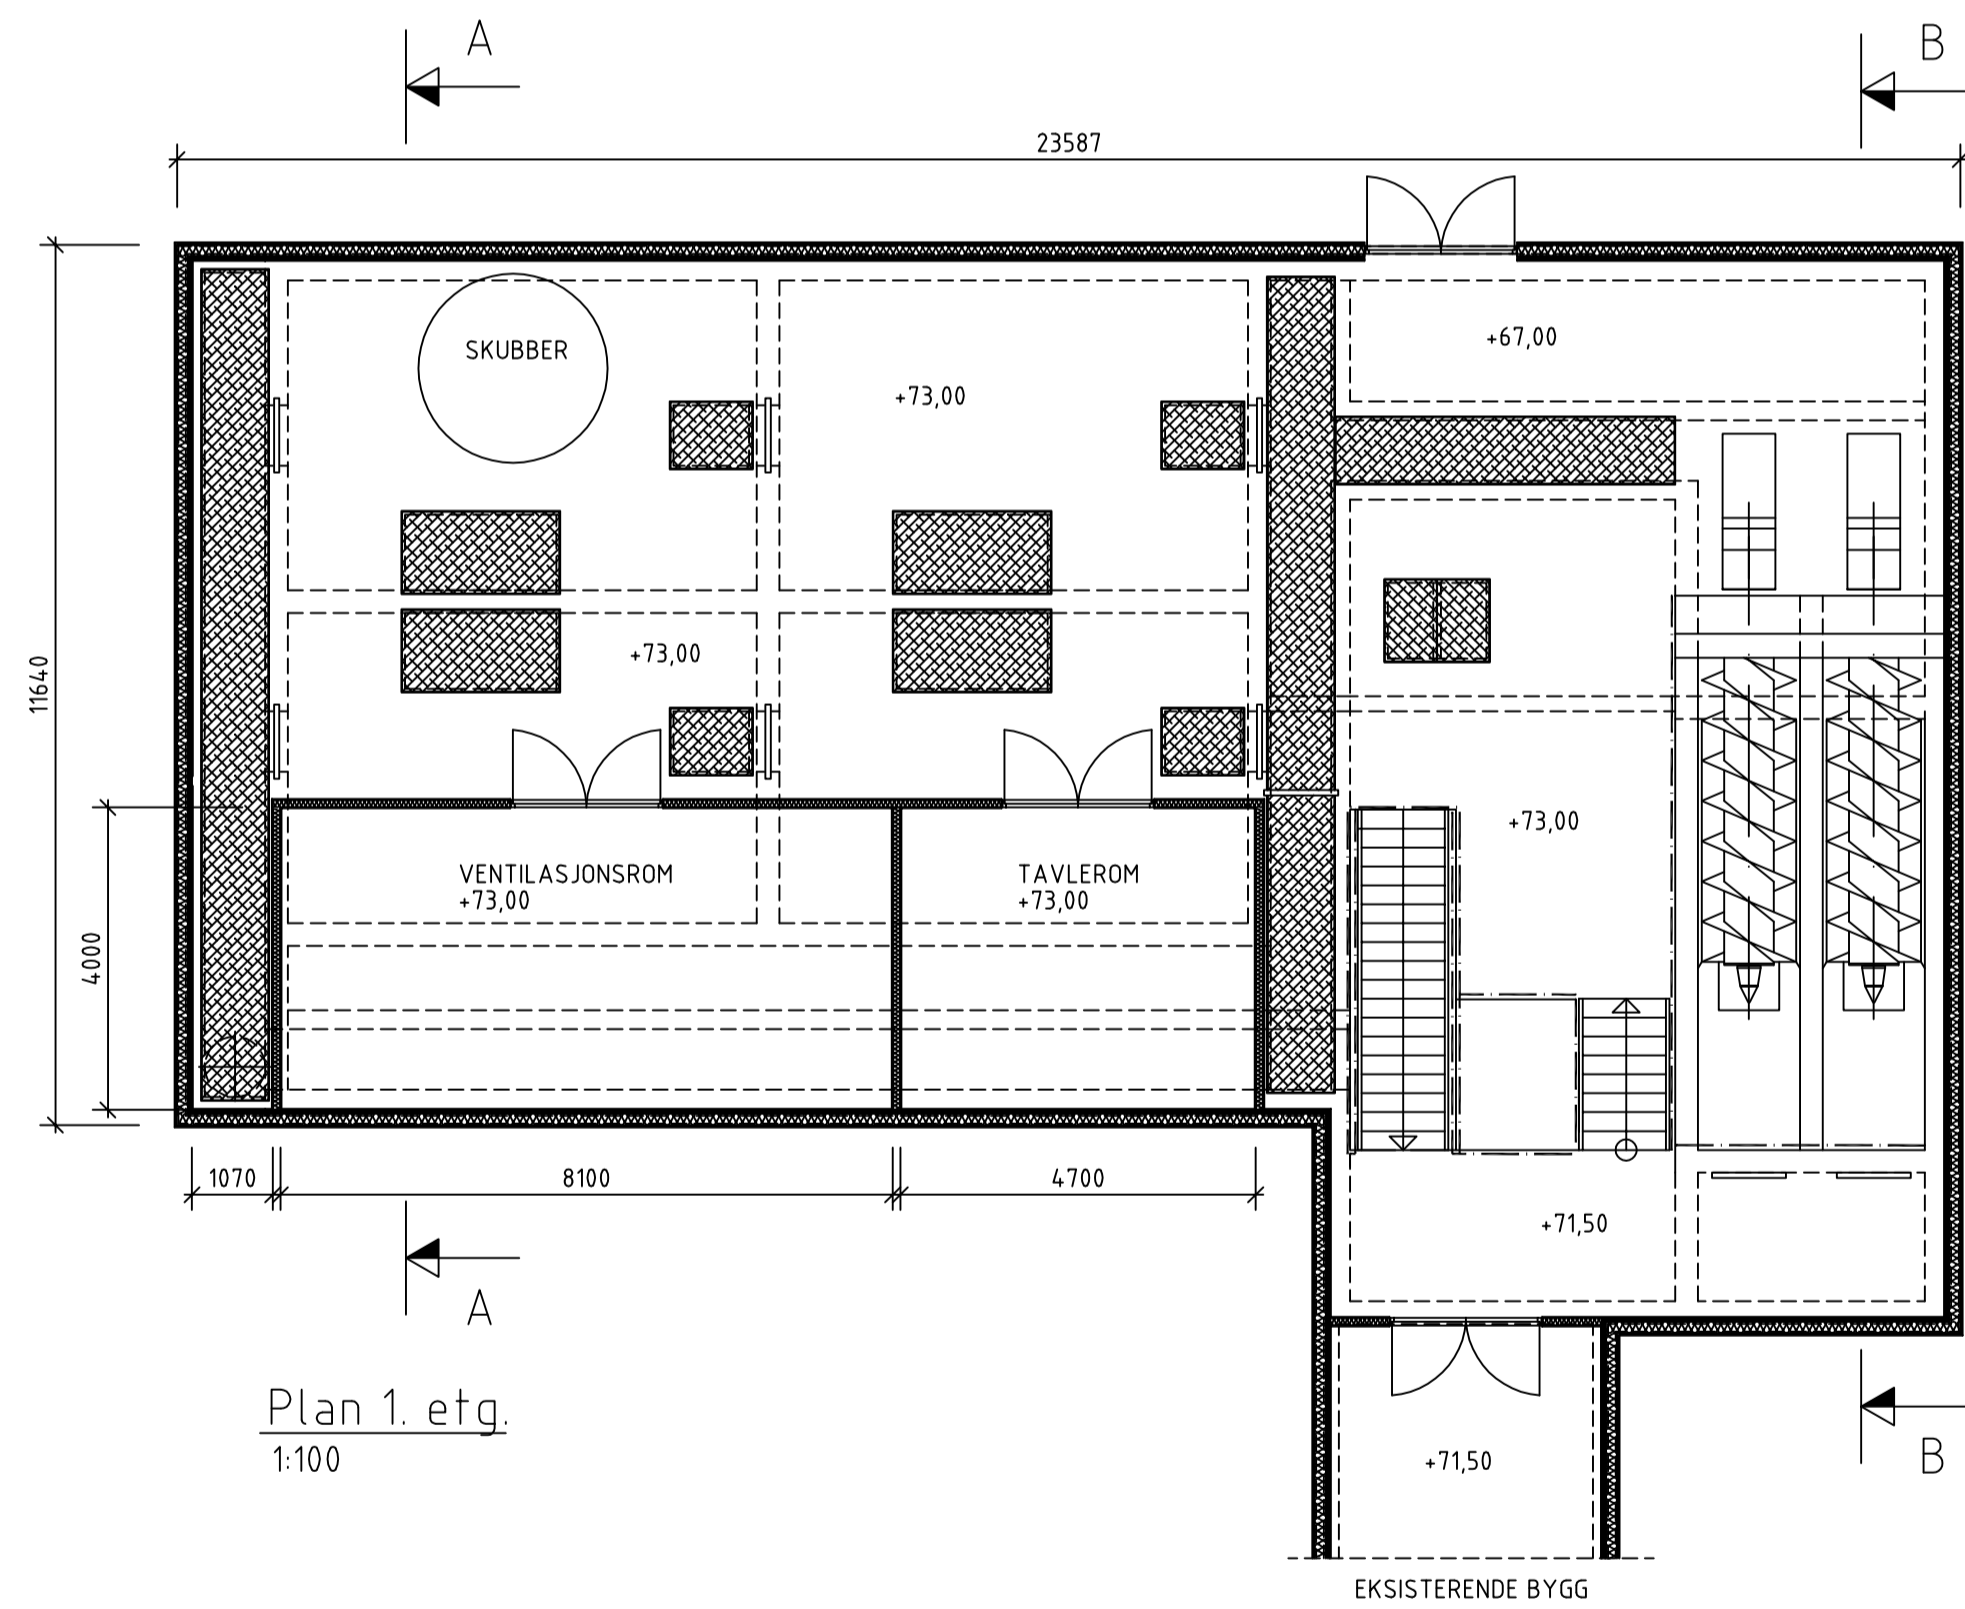 A
B
23587
SKUBBER
+67,00
+73,00
+73,00
11640
+73,00
VENTILASJONSROM
+73,00
TAVLEROM
+73,00
4000
1070
8100
4700
+71,50
A
Plan 1. etg.
1:100
+71,50
B
EKSISTERENDE BYGG